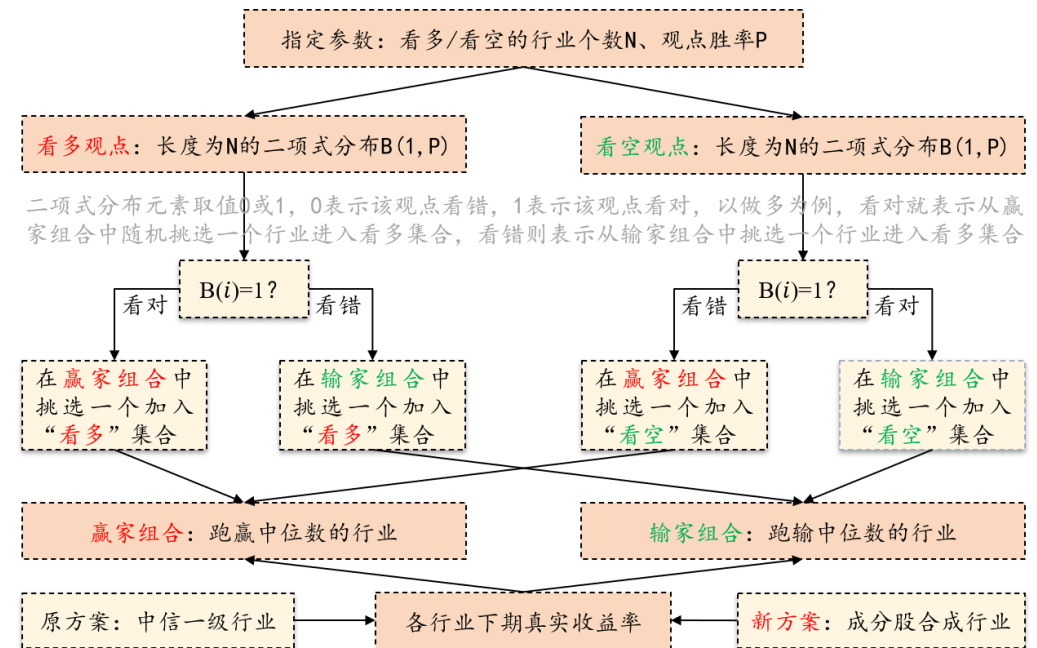 指定参数：看多/看空的行业个数N、观点胜率P
看多观点：长度为N的二项式分布B(1,P)
看空观点：长度为N的二项式分布B(1,P)
二项式分布元素取值0或1，0表示该观点看错，1表示该观点看对，以做多为例，看对就表示从赢
家组合中随机挑选一个行业进入看多集合，看错则表示从输家组合中挑选一个行业进入看多集合
B(i)=1？
看对
看错
B(i)=1？
看错
看对
在赢家组合中
挑选一个加入
“看多”集合
在输家组合中
挑选一个加入
“看多”集合
在赢家组合中
挑选一个加入
“看空”集合
在输家组合中
挑选一个加入
“看空”集合
赢家组合：跑赢中位数的行业
输家组合：跑输中位数的行业
原方案：中信一级行业
各行业下期真实收益率
新方案：成分股合成行业